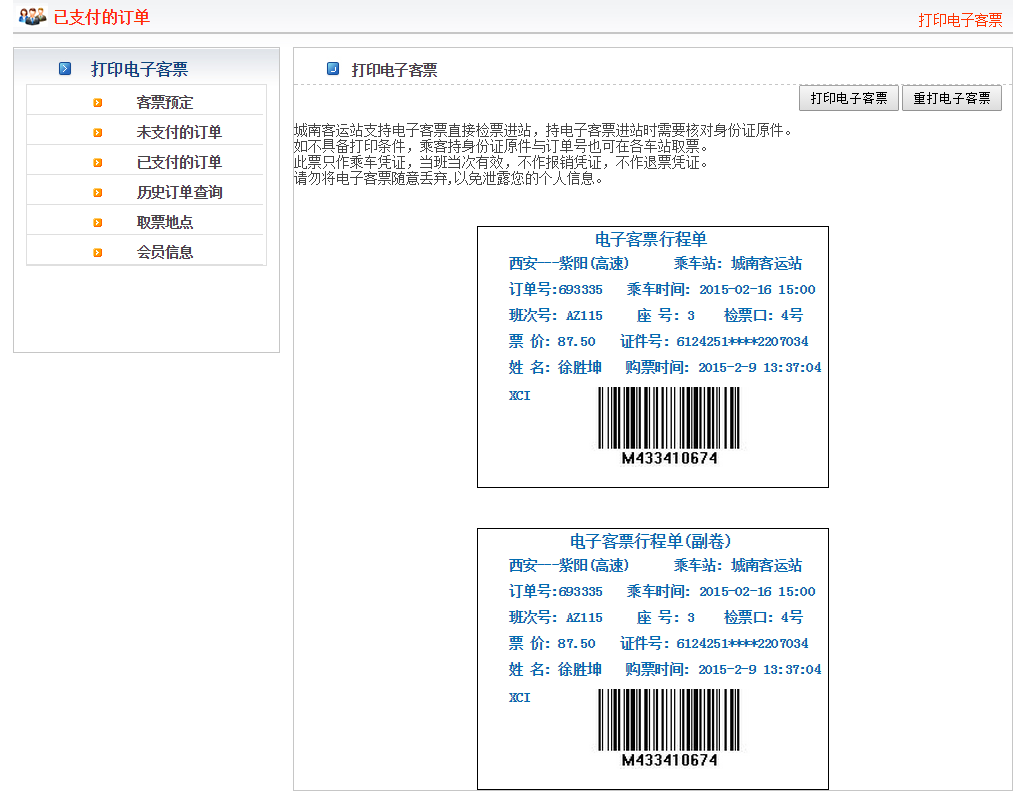 已支付的订单
打印电子客票
打印电子客票
客票预定
未支付的订单
已支付的订单
历史订单查询
取票地点
会员信息
打印电子客票
打印电子客票 重打电子客票
城南客运站支持电子客票直接检票进站，持电子客票进站时需要核对身份证原件。
如不具备打印条件，乘客持身份证原件与订单号也可在各车站取票。
此票只作乘车凭证，当班当次有效，不作报销凭证，不作退票凭证。
请勿将电子客票随意丢弃,以免泄露您的个人信息。
电子客票行程单
西安---紫阳(高速) 乘车站: 城南客运站
订单号:693335 乘车时间: 2015-02-16 15:00
班次号: AZ115 座 号: 3 检票口: 4号
票 价: 87.50 证件号: 6124251****2207034
姓 名: 徐胜坤 购票时间: 2015-2-9 13:37:04
XCI
M433410674
电子客票行程单(副卷)
西安---紫阳(高速) 乘车站: 城南客运站
订单号:693335 乘车时间: 2015-02-16 15:00
班次号: AZ115 座 号: 3 检票口: 4号
票 价: 87.50 证件号: 6124251****2207034
姓 名: 徐胜坤 购票时间: 2015-2-9 13:37:04
XCI
M433410674